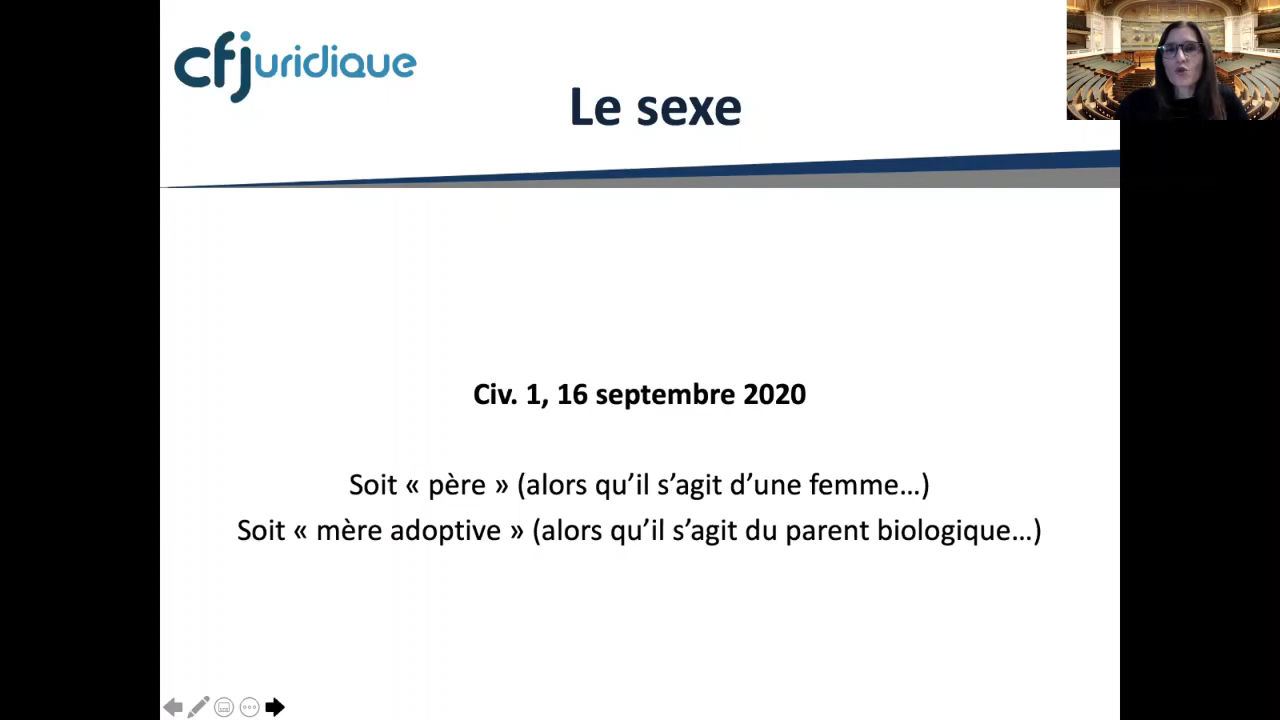 cfjuridique
Le sexe
Civ. 1, 16 septembre 2020
Soit « père » (alors qu’il s’agit d’une femme…)
Soit « mère adoptive » (alors qu’il s’agit du parent biologique…)